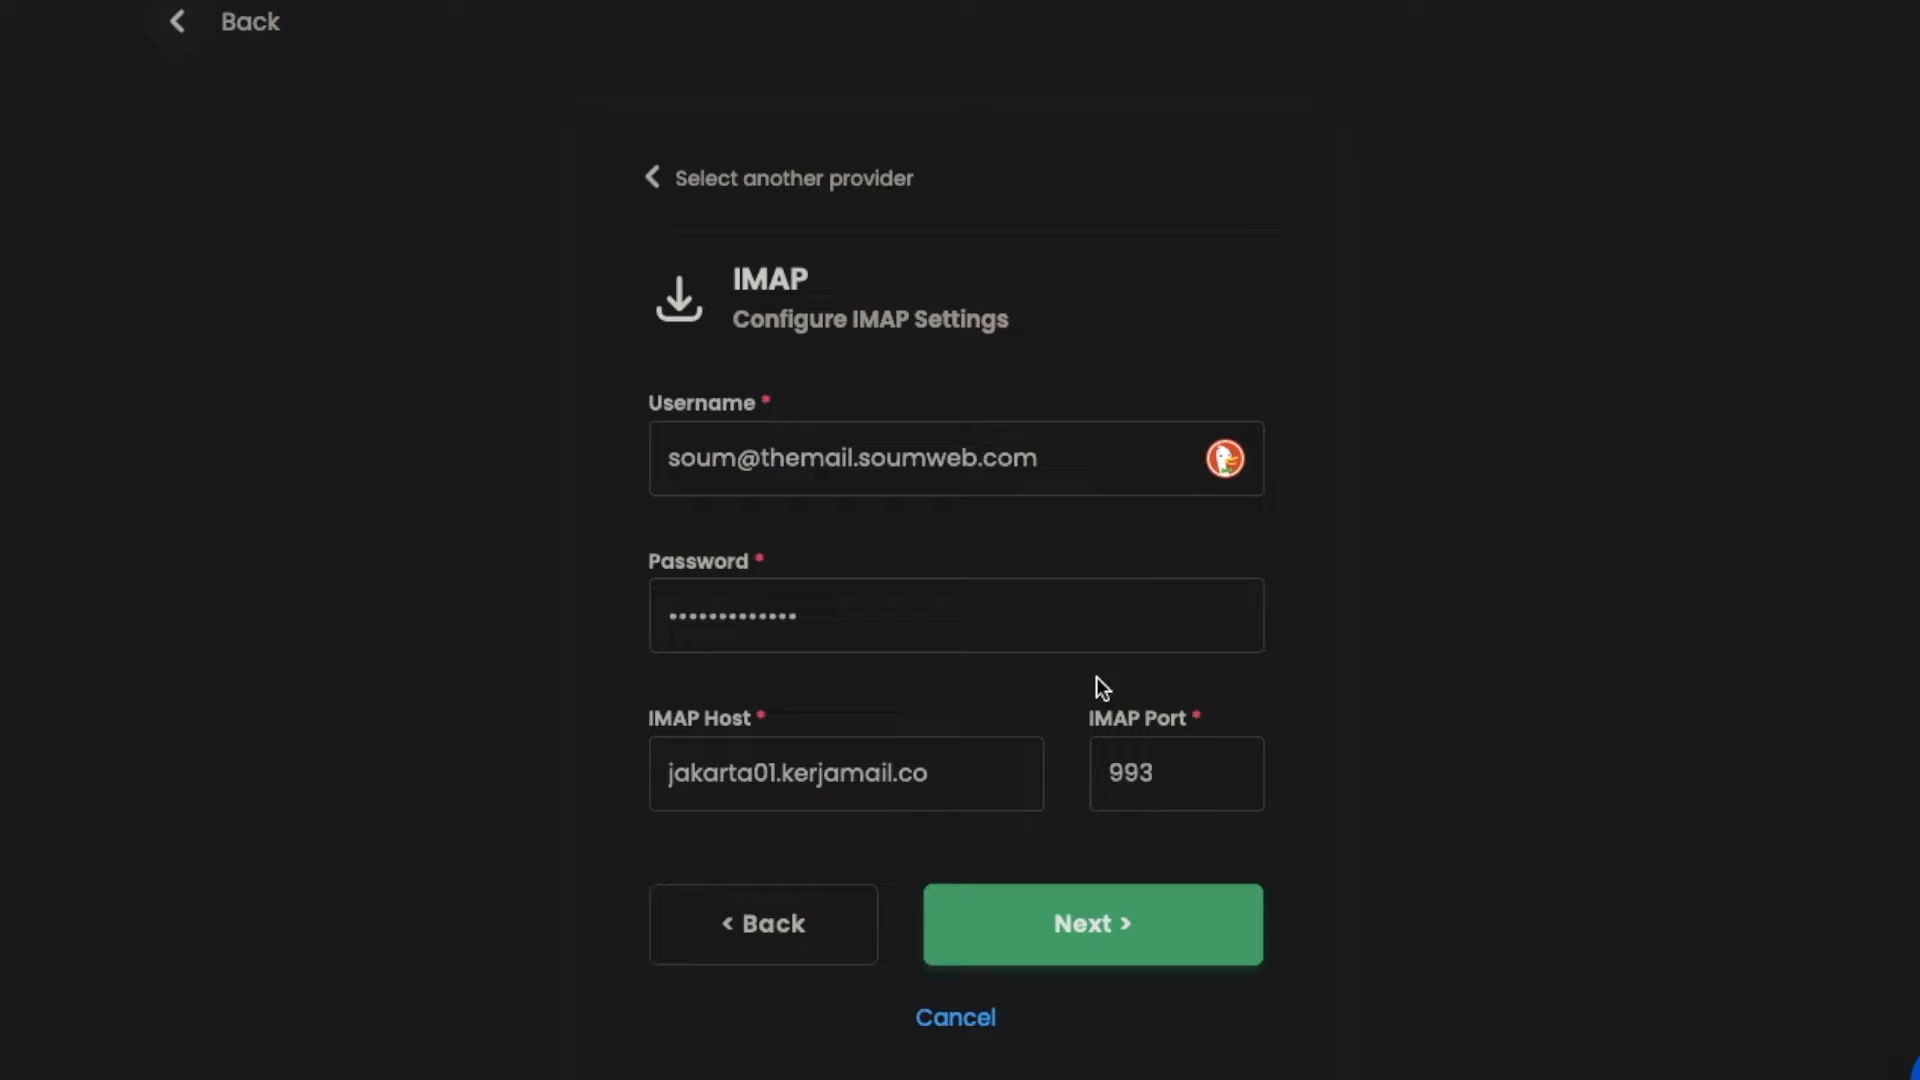 Back
Select another provider
IMAP
Configure IMAP Settings
Username *
soum@themail.soumweb.com
Password *
•••••••••••••
IMAP Host *
IMAP Port *
jakarta01.kerjamail.co
993
< Back
Next >
Cancel